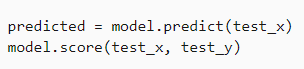 predicted = model.predict(test_x)
model.score(test_x, test_y)